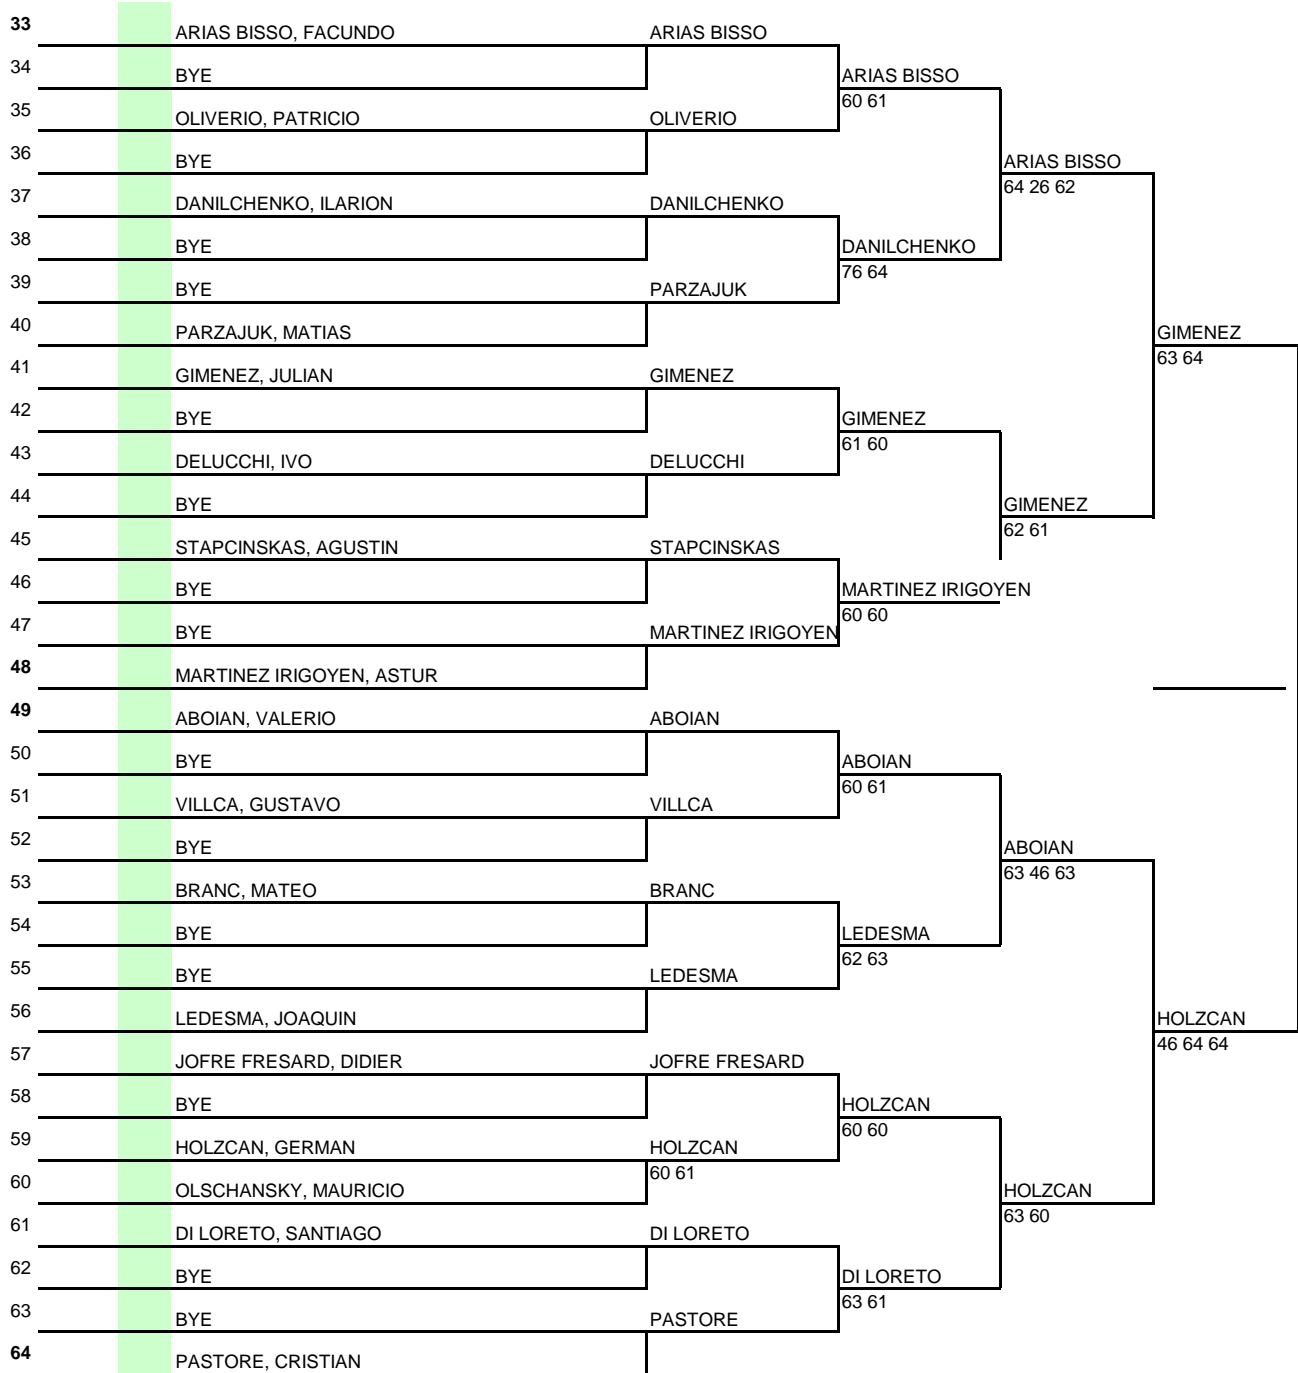 33 ARIAS BISSO, FACUNDO ARIAS BISSO
34 BYE ARIAS BISSO
60 61
35 OLIVERIO, PATRICIO OLIVERIO
36 BYE ARIAS BISSO
64 26 62
37 DANILCHENKO, ILARION DANILCHENKO
38 BYE DANILCHENKO
76 64
39 BYE PARZAJUK
40 PARZAJUK, MATIAS GIMENEZ
63 64
41 GIMENEZ, JULIAN GIMENEZ
42 BYE GIMENEZ
61 60
43 DELUCCHI, IVO DELUCCHI
44 BYE GIMENEZ
62 61
45 STAPCINSKAS, AGUSTIN STAPCINSKAS
46 BYE MARTINEZ IRIGOYEN
60 60
47 BYE MARTINEZ IRIGOYEN
48 MARTINEZ IRIGOYEN, ASTUR
49 ABOIAN, VALERIO ABOIAN
50 BYE ABOIAN
60 61
51 VILLCA, GUSTAVO VILLCA
52 BYE ABOIAN
63 46 63
53 BRANC, MATEO BRANC
54 BYE LEDESMA
62 63
55 BYE LEDESMA
56 LEDESMA, JOAQUIN HOLZCAN
46 64 64
57 JOFRE FRESARD, DIDIER JOFRE FRESARD
58 BYE HOLZCAN
60 60
59 HOLZCAN, GERMAN HOLZCAN
60 61
60 OLSCHANSKY, MAURICIO HOLZCAN
63 60
61 DI LORETO, SANTIAGO DI LORETO
62 BYE DI LORETO
63 61
63 BYE PASTORE
64 PASTORE, CRISTIAN